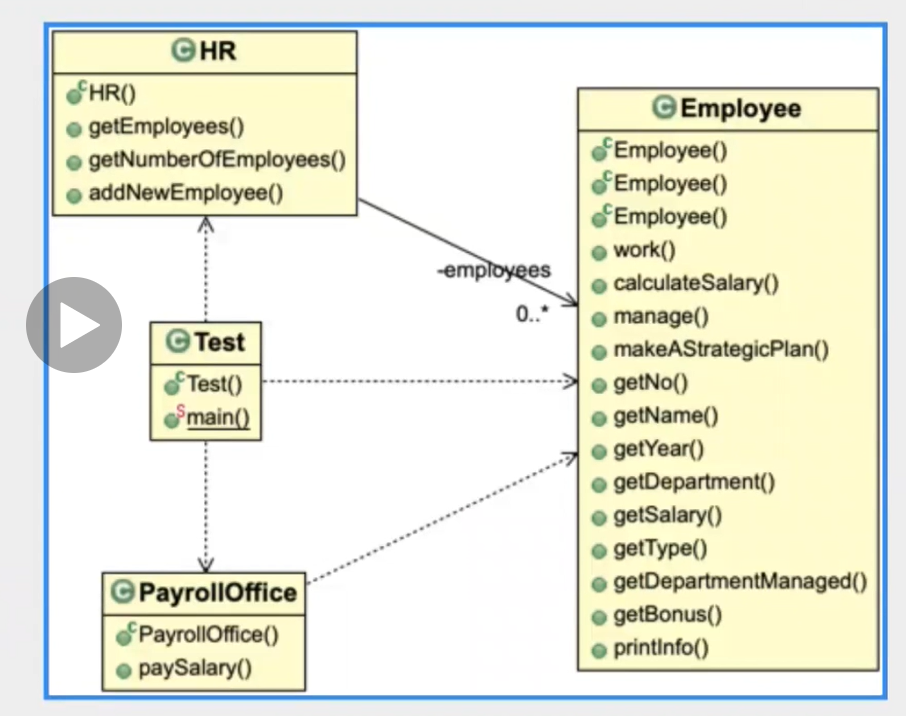 HR
HR()
getEmployees()
getNumberOfEmployees()
addNewEmployee()
-employees
0..*
Test
Test()
main()
PayrollOffice
PayrollOffice()
paySalary()
Employee
Employee()
Employee()
Employee()
work()
calculateSalary()
manage()
makeAStrategicPlan()
getNo()
getName()
getYear()
getDepartment()
getSalary()
getType()
getDepartmentManaged()
getBonus()
printInfo()